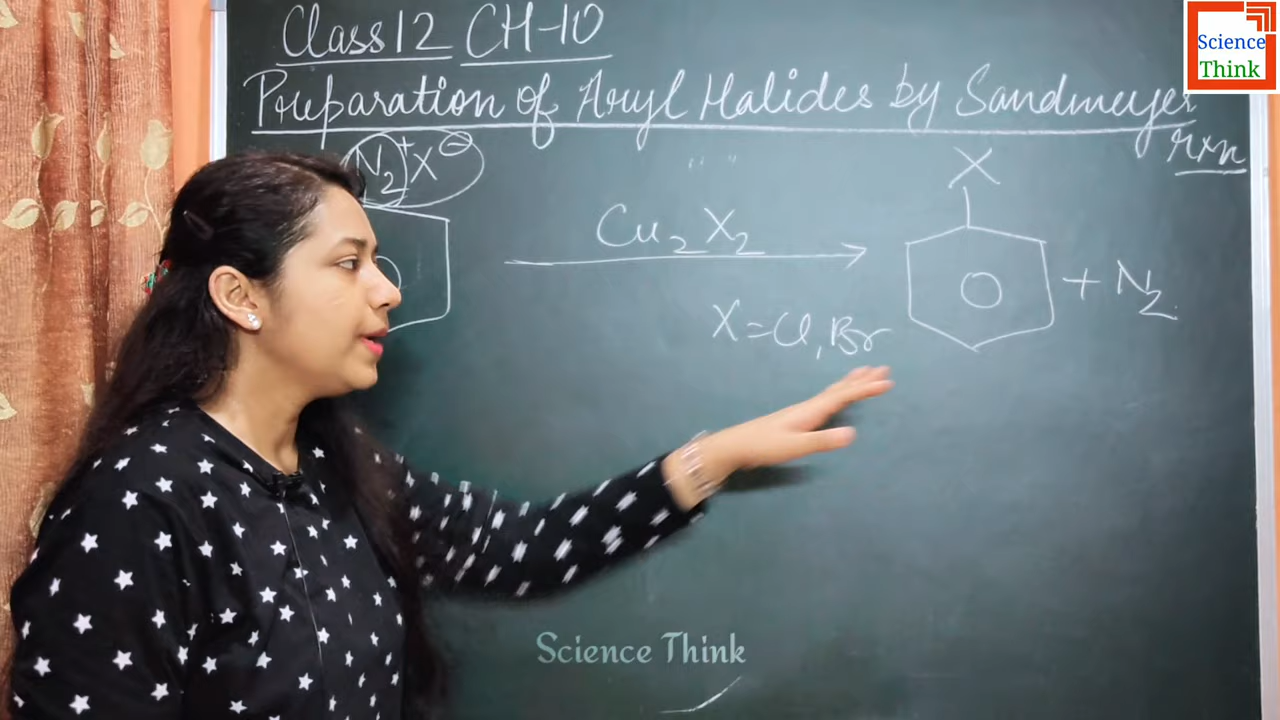 Class 12 CH-10
Preparation of Aryl Halides by Sandmeyer
rxn
Science
Think
N₂⁺X⊖
" "
Cu₂X₂
X
+ N₂
X = Cl, Br
Science Think